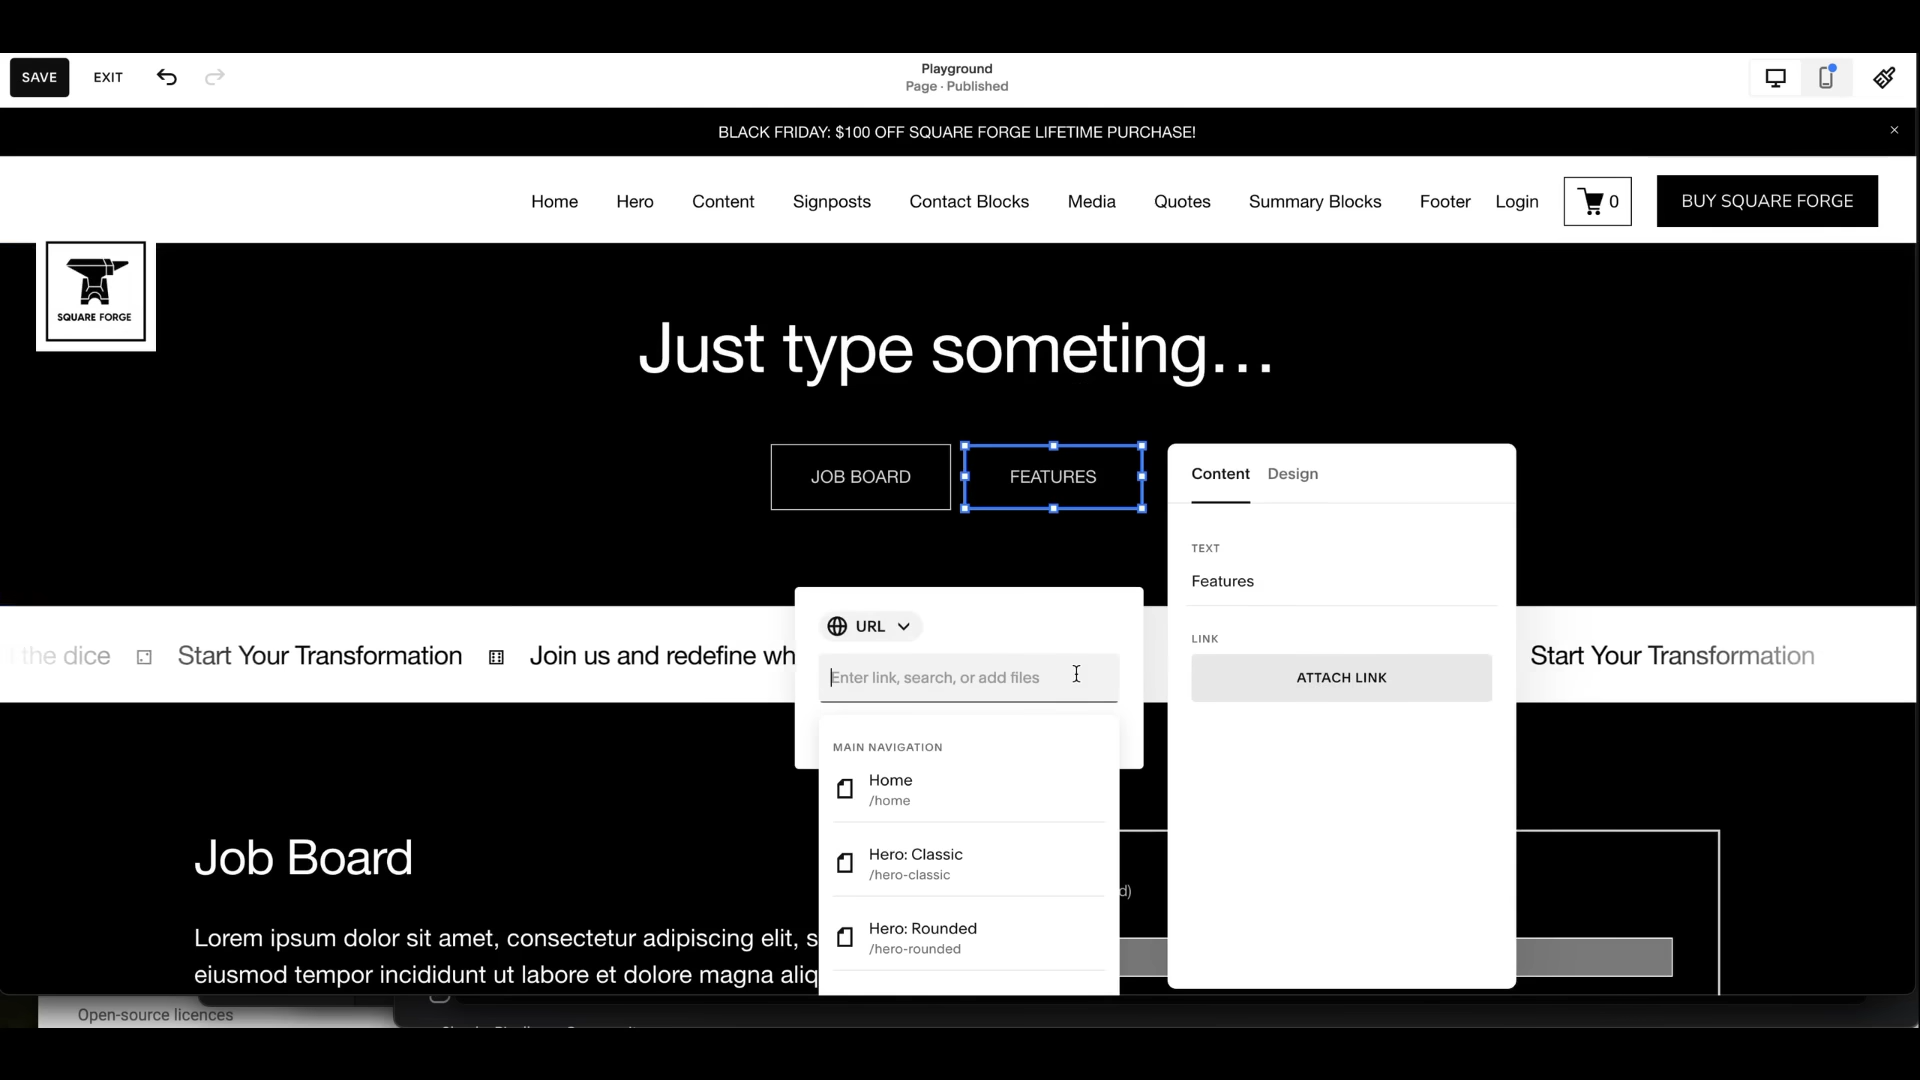 SAVE
EXIT
Playground
Page · Published
BLACK FRIDAY: $100 OFF SQUARE FORGE LIFETIME PURCHASE!
Home
Hero
Content
Signposts
Contact Blocks
Media
Quotes
Summary Blocks
Footer
Login
0
BUY SQUARE FORGE
SQUARE FORGE
Just type someting...
JOB BOARD
FEATURES
Content
Design
TEXT
Features
LINK
ATTACH LINK
URL
Enter link, search, or add files
the dice
Start Your Transformation
Join us and redefine wh
Start Your Transformation
MAIN NAVIGATION
Home
/home
Hero: Classic
/hero-classic
Hero: Rounded
/hero-rounded
Job Board
d)
Lorem ipsum dolor sit amet, consectetur adipiscing elit, s
eiusmod tempor incididunt ut labore et dolore magna aliq
Open-source licences